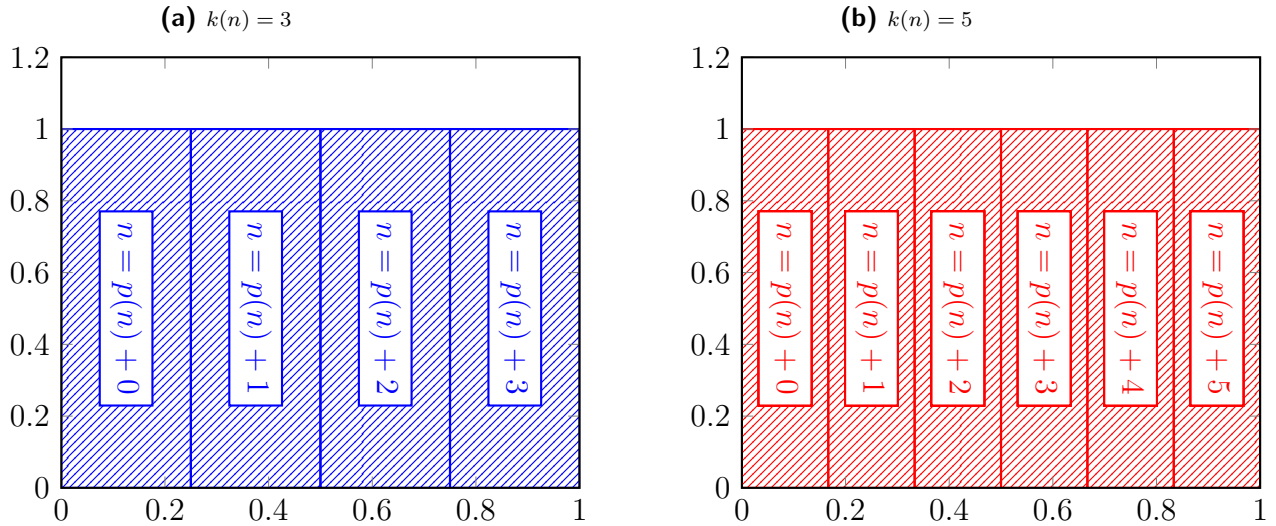 (a) k(n) = 3
1.2
1
0.8
0.6
0.4
0.2
0
n = p(n) + 0
n = p(n) + 1
n = p(n) + 2
n = p(n) + 3
0 0.2 0.4 0.6 0.8 1
(b) k(n) = 5
1.2
1
0.8
0.6
0.4
0.2
0
n = p(n) + 0
n = p(n) + 1
n = p(n) + 2
n = p(n) + 3
n = p(n) + 4
n = p(n) + 5
0 0.2 0.4 0.6 0.8 1